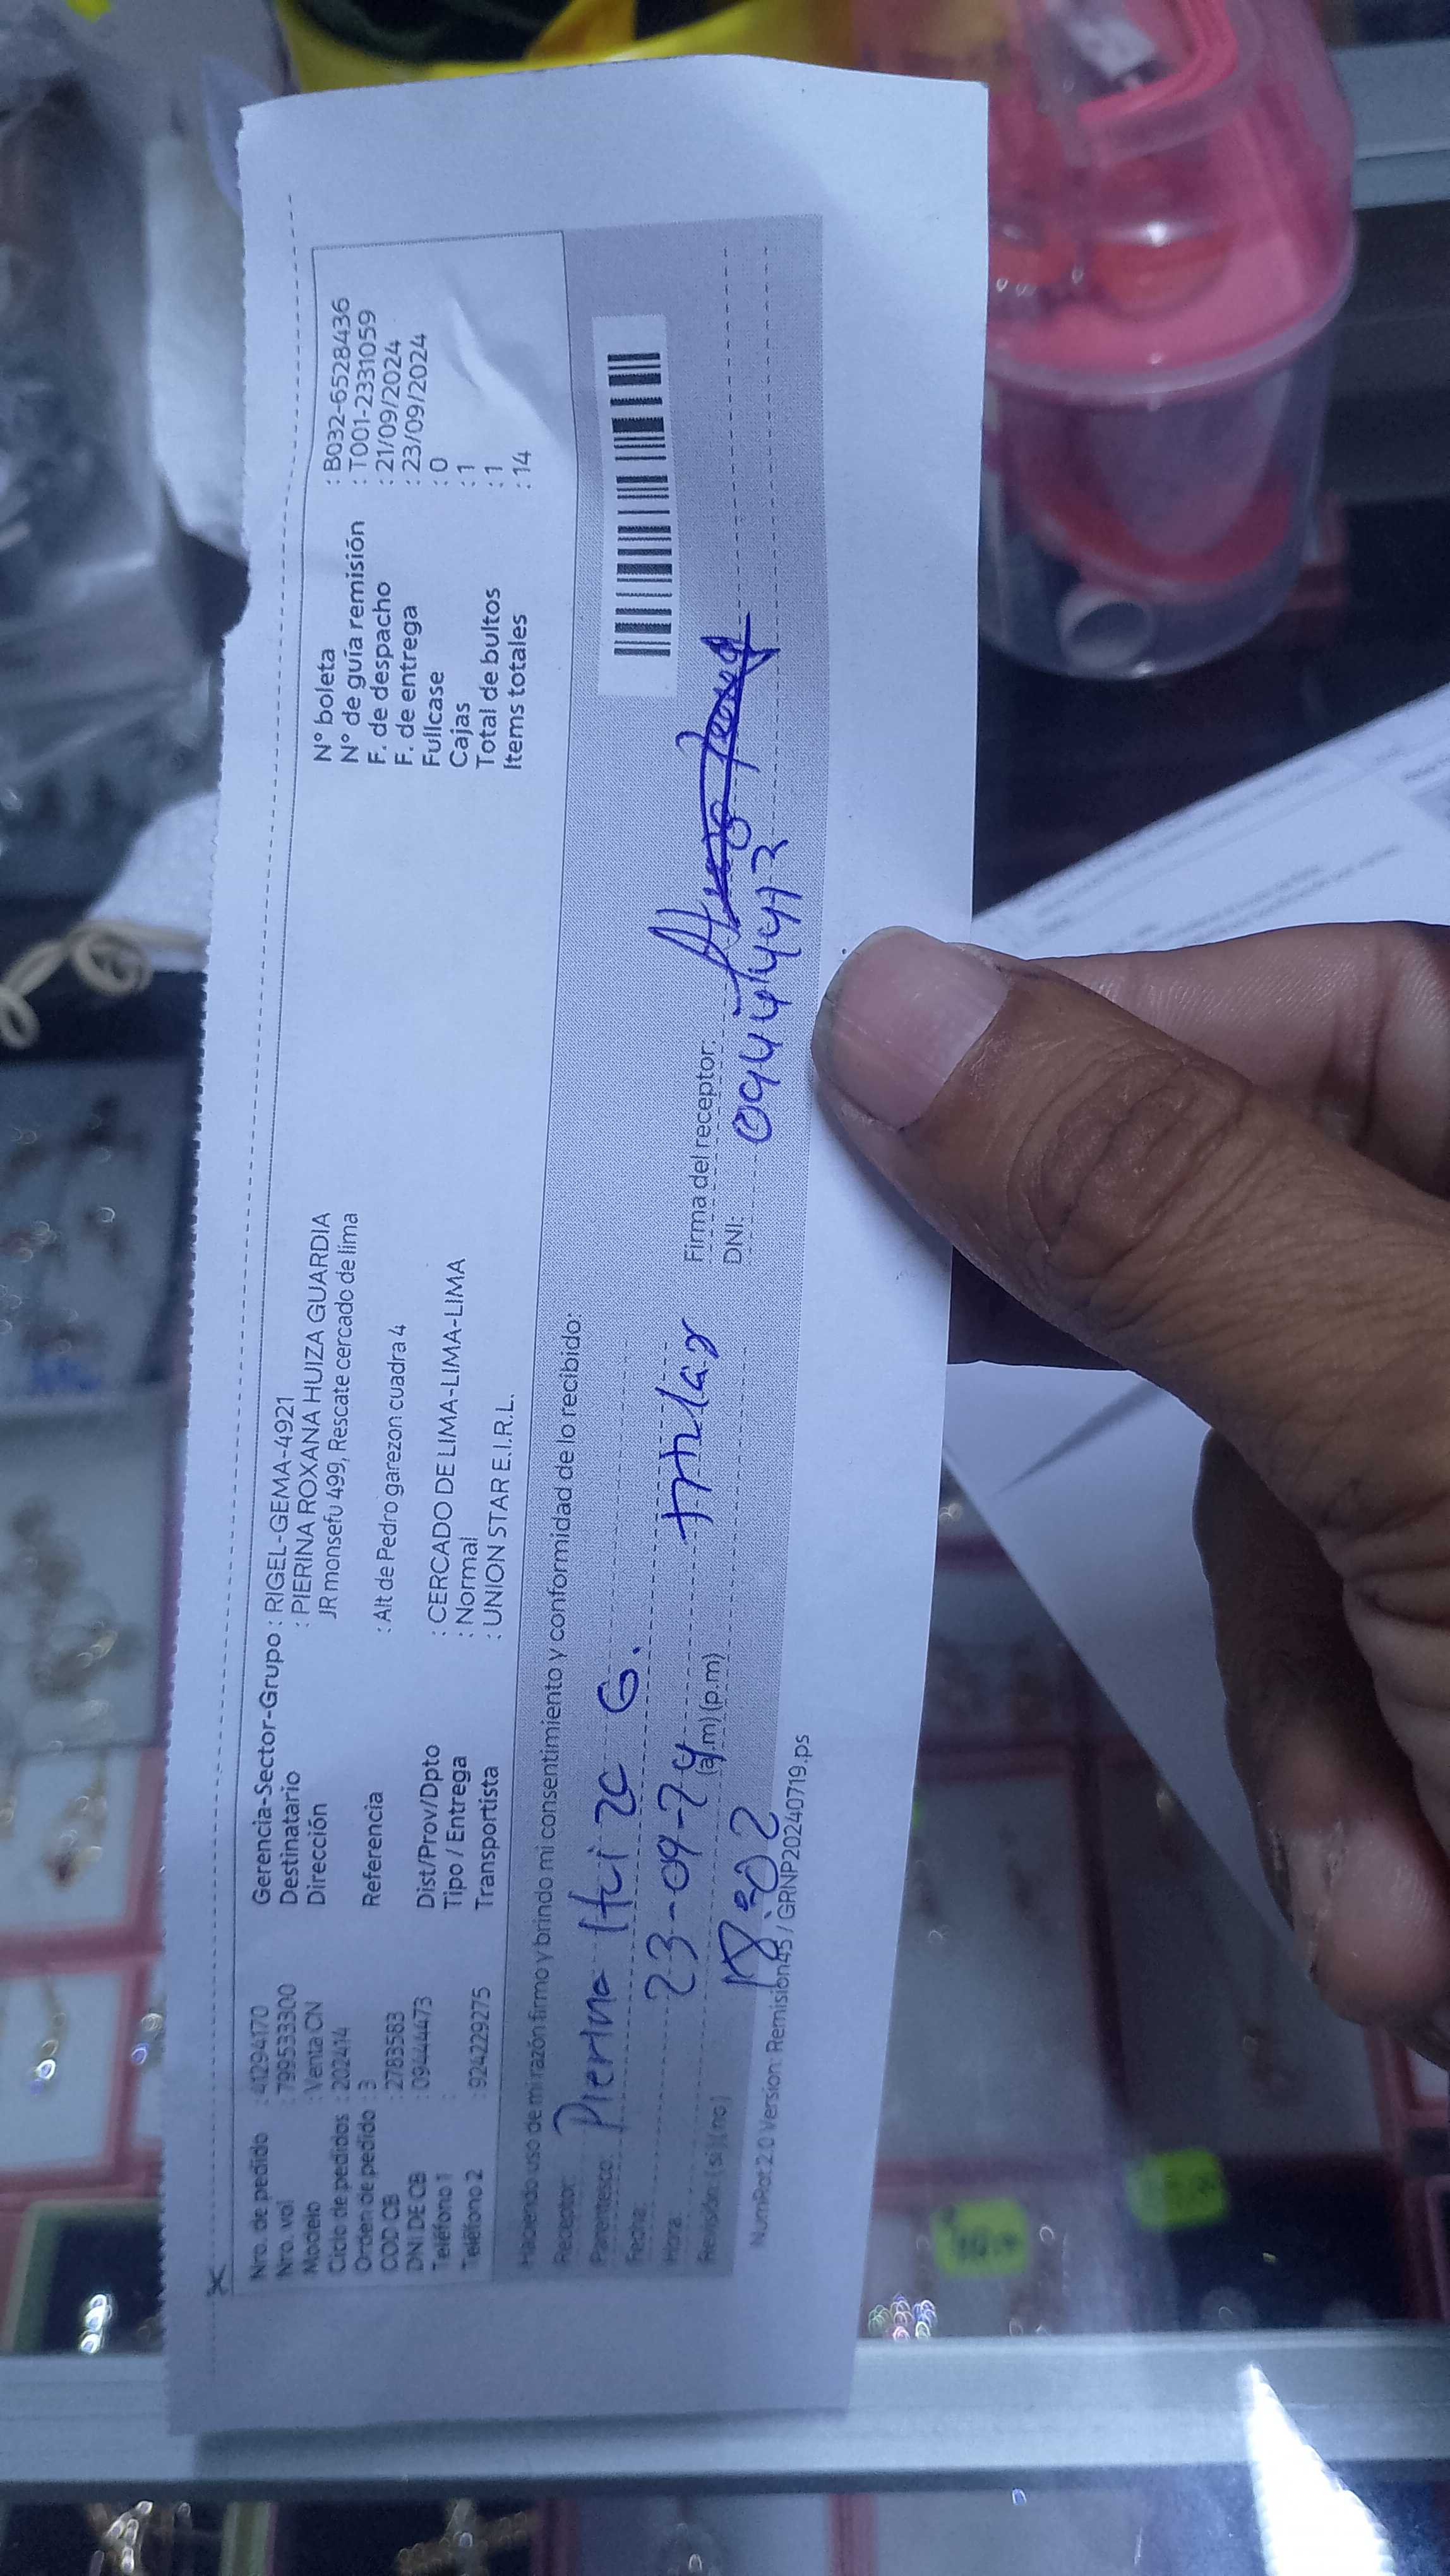 Nro. de pedido : 41294170
Nro. vol : 799533300
Modelo : Venta CN
Ciclo de pedidos : 202414
Orden de pedido : 3
COD CB : 2783583
DNI DE CB : 09444473
Teléfono 1 :
Teléfono 2 : 924229275
Gerencia-Sector-Grupo : RIGEL-GEMA-4921
Destinatario : PIERINA ROXANA HUIZA GUARDIA
Dirección JR monsefu 499, Rescate cercado de lima
Referencia : Alt de Pedro garezon cuadra 4
Dist/Prov/Dpto : CERCADO DE LIMA-LIMA-LIMA
Tipo / Entrega : Normal
Transportista : UNION STAR E.I.R.L.
N° boleta : B032-6528436
N° de guía remisión : T001-2331059
F. de despacho : 21/09/2024
F. de entrega : 23/09/2024
Fullcase : 0
Cajas : 1
Total de bultos : 1
Items totales : 14
Haciendo uso de mi razón firmo y brindo mi consentimiento y conformidad de lo recibido:
Receptor: Pierina G.
Parentesco:
Fecha: 23-09-24
Hora: (a.m) (p.m)
Revisión: (si) (no)
Firma del receptor:
DNI:
NumPat 2.0 Version: Remision45 / GRNP20240719.ps